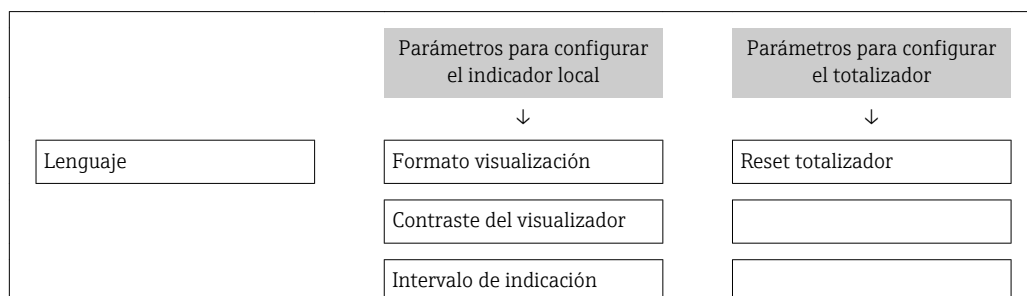 Parámetros para configurar
el indicador local
Parámetros para configurar
el totalizador
↓
↓
Lenguaje
Formato visualización
Reset totalizador
Contraste del visualizador
Intervalo de indicación